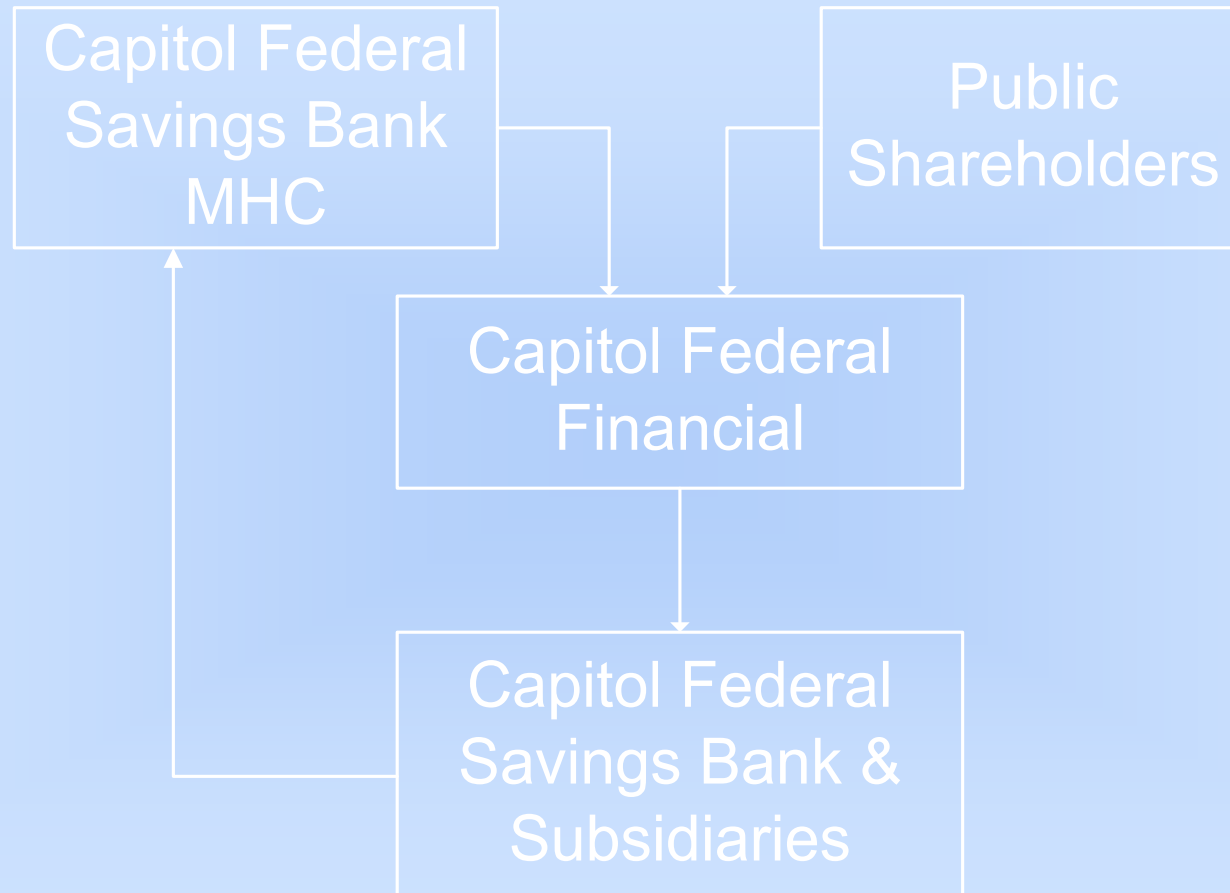 Capitol Federal
Savings Bank
MHC
Public
Shareholders
Capitol Federal
Financial
Capitol Federal
Savings Bank &
Subsidiaries